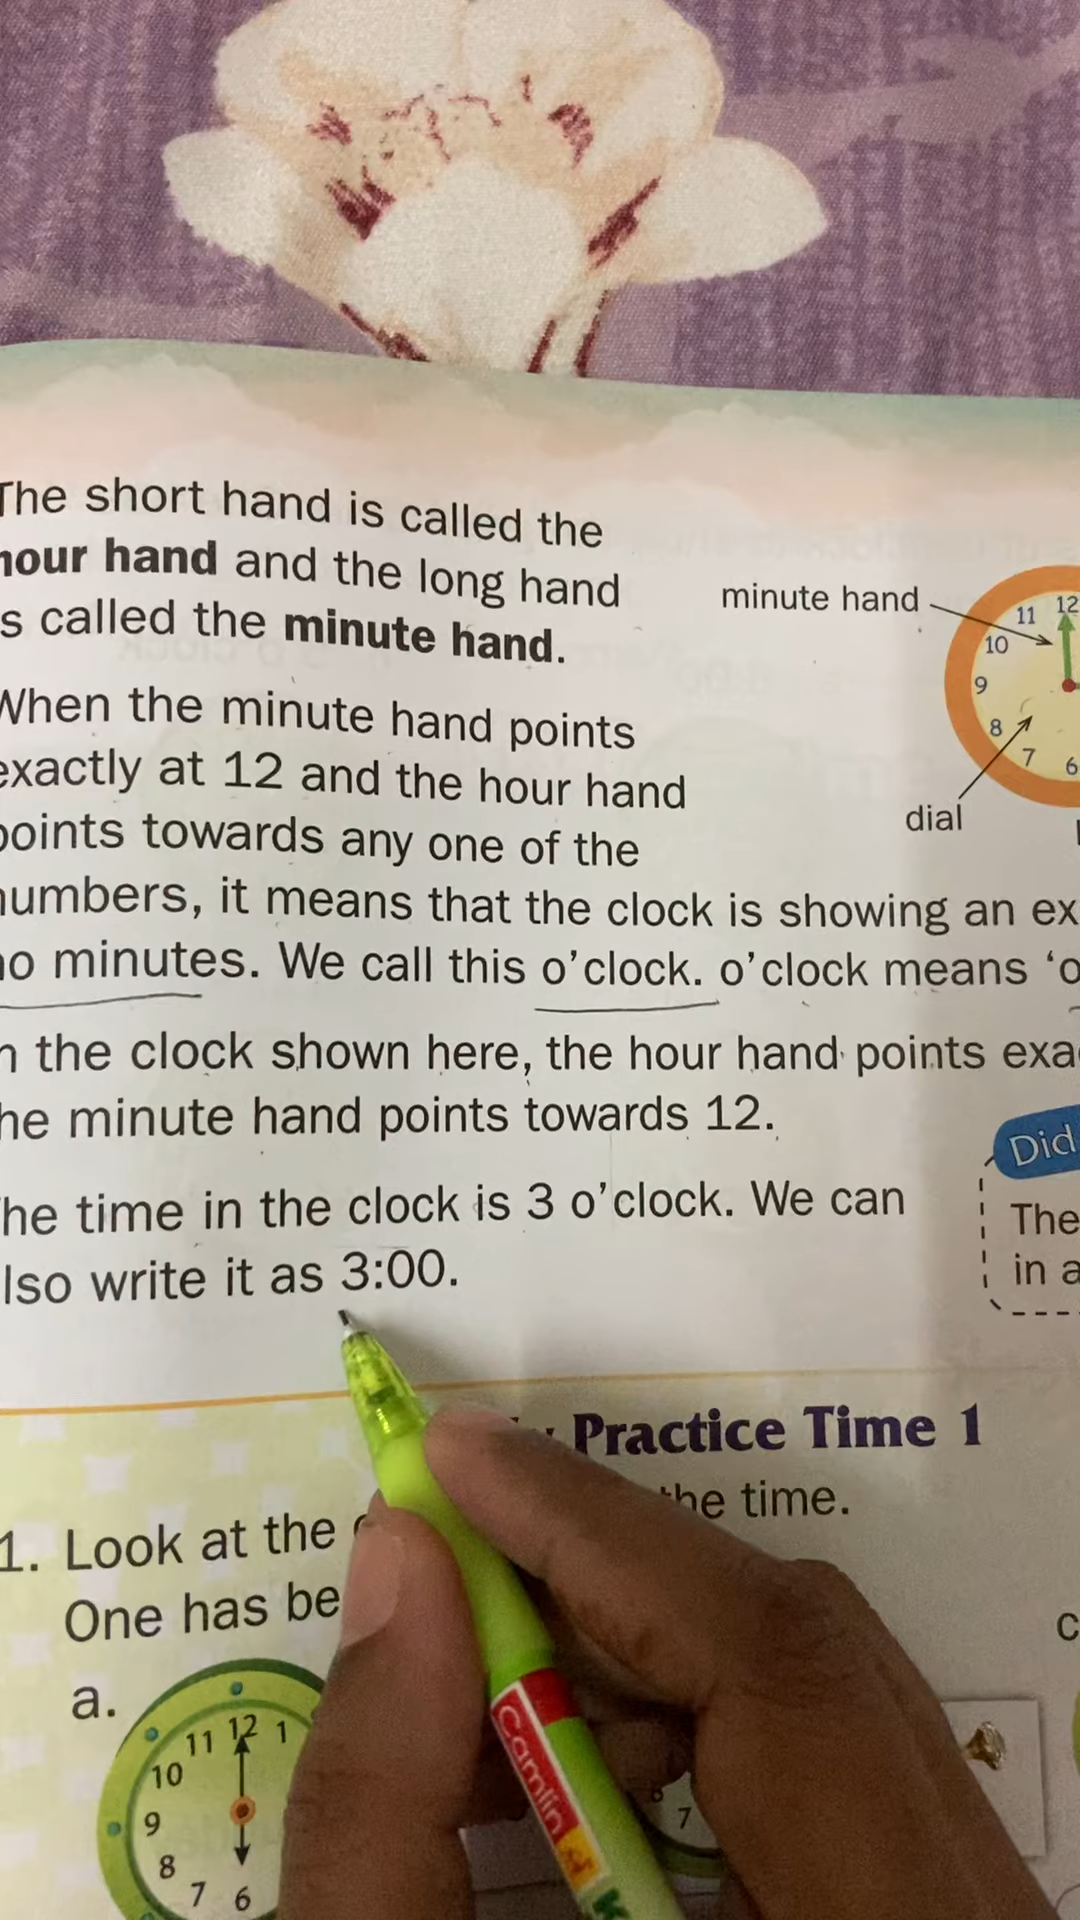 The short hand is called the
hour hand and the long hand
is called the minute hand.
minute hand
12
11
10
9
8
7
6
dial
When the minute hand points
exactly at 12 and the hour hand
points towards any one of the
numbers, it means that the clock is showing an ex
no minutes. We call this o'clock. o'clock means 'o
n the clock shown here, the hour hand points exa
he minute hand points towards 12.
Did
The
in a
he time in the clock is 3 o'clock. We can
lso write it as 3:00.
Practice Time 1
1. Look at the the time.
One has be
a.
11 12 1
10
9
8
7 6
7
c
Camlin
K